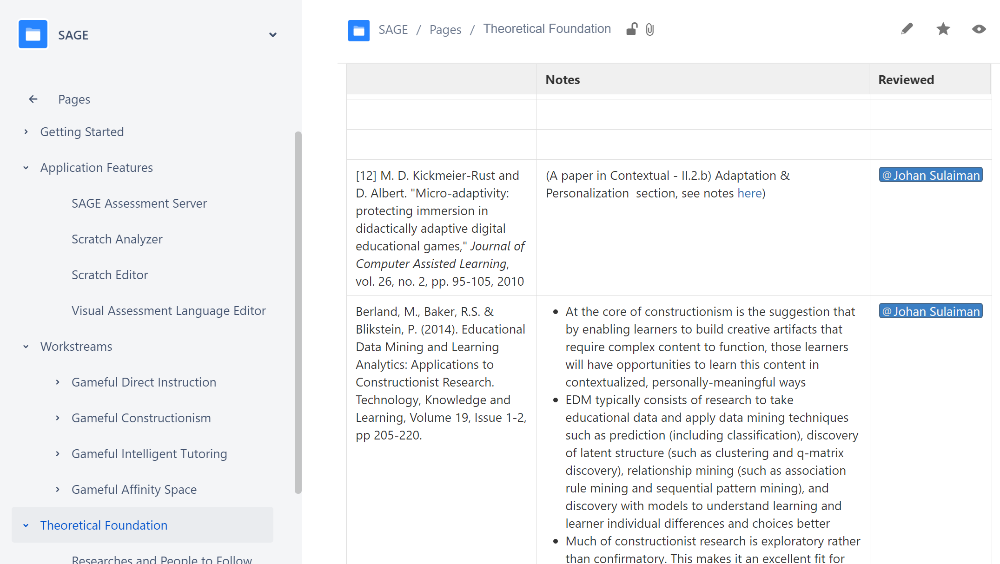 SAGE
Pages
Getting Started
Application Features
SAGE Assessment Server
Scratch Analyzer
Scratch Editor
Visual Assessment Language Editor
Workstreams
Gameful Direct Instruction
Gameful Constructionism
Gameful Intelligent Tutoring
Gameful Affinity Space
Theoretical Foundation
Researches and People to Follow
SAGE / Pages / Theoretical Foundation
Notes
Reviewed
[12] M. D. Kickmeier-Rust and
D. Albert. "Micro-adaptivity:
protecting immersion in
didactically adaptive digital
educational games," Journal of
Computer Assisted Learning,
vol. 26, no. 2, pp. 95-105, 2010
(A paper in Contextual - II.2.b) Adaptation &
Personalization section, see notes here)
@Johan Sulaiman
Berland, M., Baker, R.S. &
Blikstein, P. (2014). Educational
Data Mining and Learning
Analytics: Applications to
Constructionist Research.
Technology, Knowledge and
Learning, Volume 19, Issue 1-2,
pp 205-220.
• At the core of constructionism is the suggestion that
by enabling learners to build creative artifacts that
require complex content to function, those learners
will have opportunities to learn this content in
contextualized, personally-meaningful ways
• EDM typically consists of research to take
educational data and apply data mining techniques
such as prediction (including classification), discovery
of latent structure (such as clustering and q-matrix
discovery), relationship mining (such as association
rule mining and sequential pattern mining), and
discovery with models to understand learning and
learner individual differences and choices better
• Much of constructionist research is exploratory rather
than confirmatory. This makes it an excellent fit for
@Johan Sulaiman